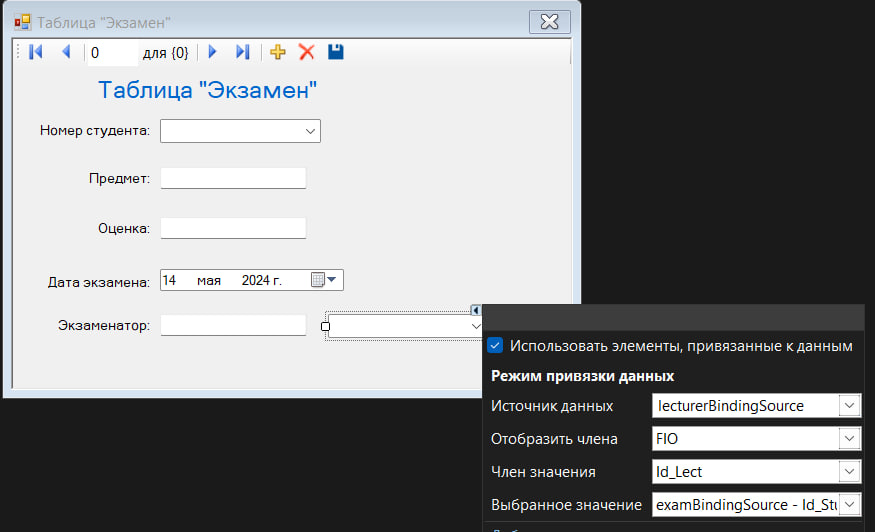 Таблица "Экзамен"
0 для {0}
Таблица "Экзамен"
Номер студента:
Предмет:
Оценка:
Дата экзамена: 14 мая 2024 г.
Экзаменатор:
Использовать элементы, привязанные к данным
Режим привязки данных
Источник данных lecturerBindingSource
Отобразить члена FIO
Член значения Id_Lect
Выбранное значение examBindingSource - Id_Stu